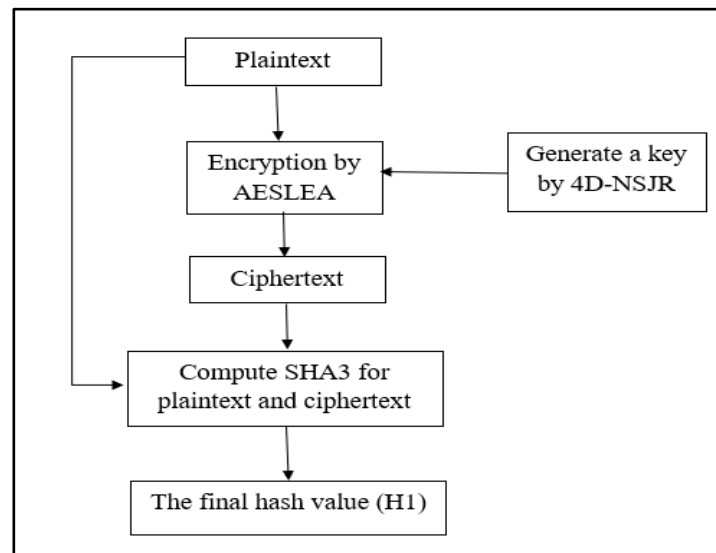 Plaintext
Encryption by
AESLEA
Generate a key
by 4D-NSJR
Ciphertext
Compute SHA3 for
plaintext and ciphertext
The final hash value (H1)